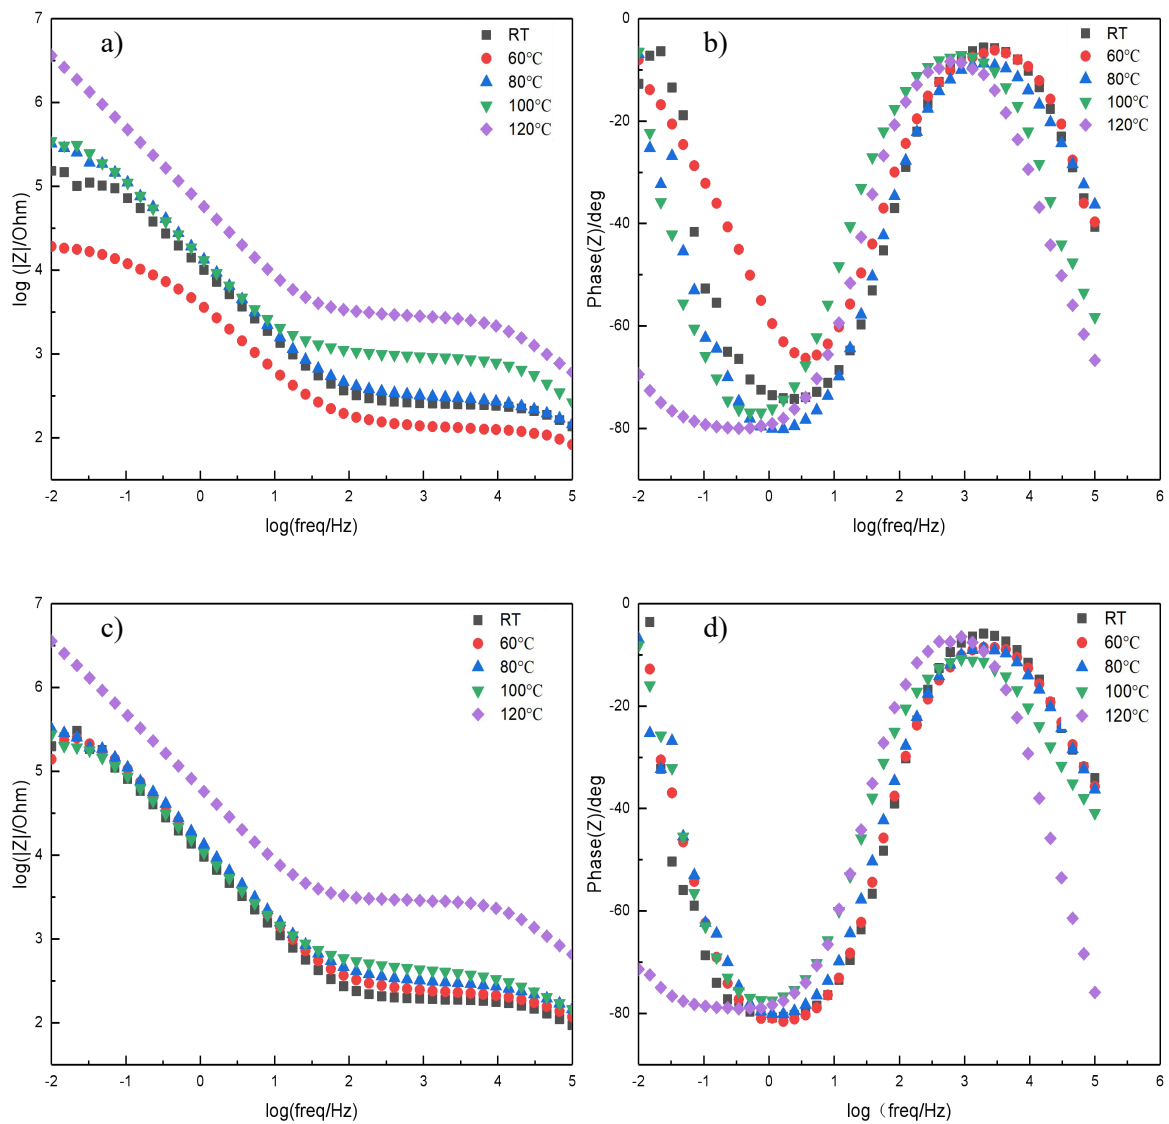 a)
RT
60℃
80℃
100℃
120℃
7
6
5
4
3
2
log (|Z|/Ohm)
-2 -1 0 1 2 3 4 5
log(freq/Hz)
b)
RT
60℃
80℃
100℃
120℃
0
-20
-40
-60
-80
Phase(Z)/deg
-2 -1 0 1 2 3 4 5 6
log(freq/Hz)
c)
RT
60℃
80℃
100℃
120℃
7
6
5
4
3
2
log(|Z|/Ohm)
-2 -1 0 1 2 3 4 5
log(freq/Hz)
d)
RT
60℃
80℃
100℃
120℃
0
-20
-40
-60
-80
Phase(Z)/deg
-2 -1 0 1 2 3 4 5 6
log（freq/Hz)